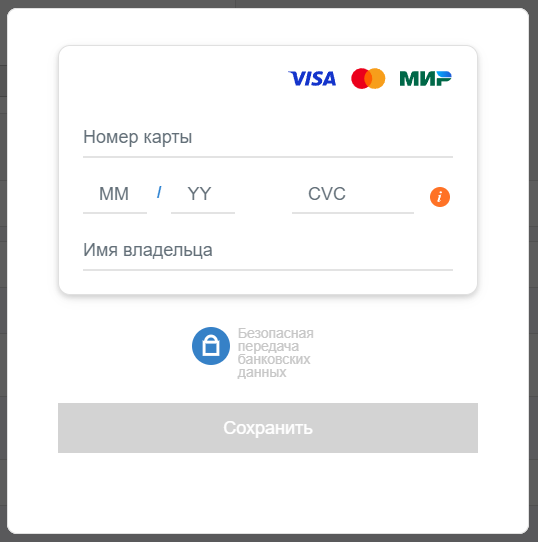 VISA МИР
Номер карты
MM / YY CVC i
Имя владельца
Безопасная
передача
банковских
данных
Сохранить